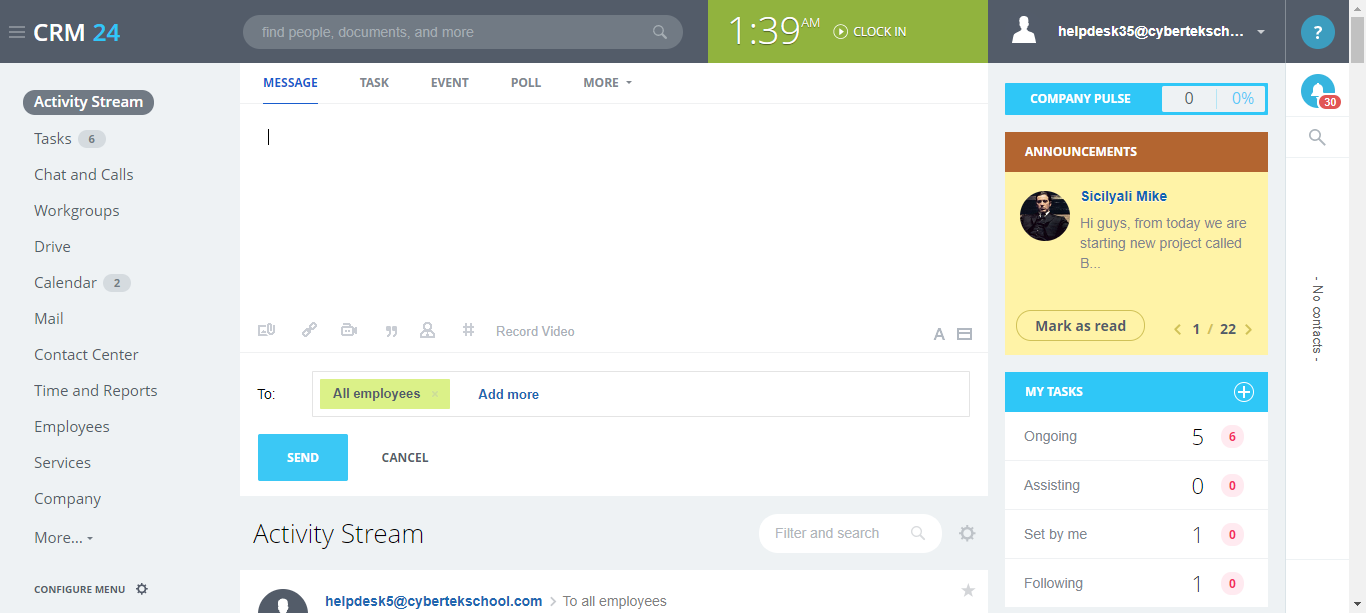 CRM 24
find people, documents, and more
1:39 AM
CLOCK IN
helpdesk35@cyberteksch...
?
Activity Stream
Tasks 6
Chat and Calls
Workgroups
Drive
Calendar 2
Mail
Contact Center
Time and Reports
Employees
Services
Company
More...
CONFIGURE MENU
MESSAGE TASK EVENT POLL MORE
Record Video
A
To: All employees × Add more
SEND CANCEL
Activity Stream
Filter and search
helpdesk5@cybertekschool.com > To all employees
COMPANY PULSE 0 0%
ANNOUNCEMENTS
Sicilyali Mike
Hi guys, from today we are
starting new project called
B...
Mark as read
1 / 22
MY TASKS
Ongoing 5 6
Assisting 0 0
Set by me 1 0
Following 1 0
30
- No contacts -